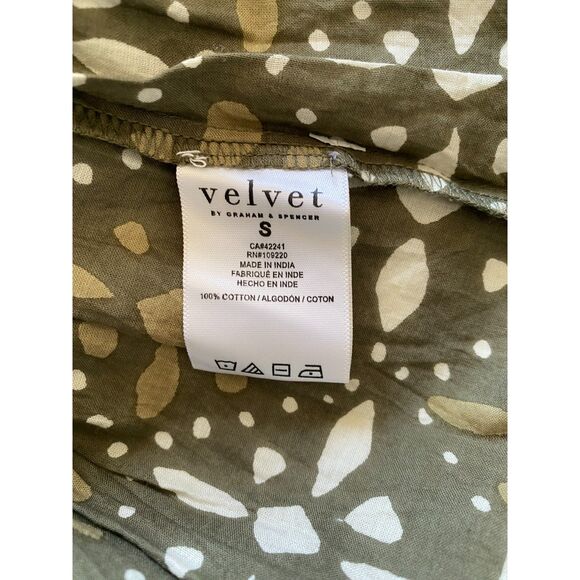 velvet
BY GRAHAM & SPENCER
S
CA#42241
RN#109220
MADE IN INDIA
FABRIQUÉ EN INDE
HECHO EN INDE
100% COTTON / ALGODÓN / COTON